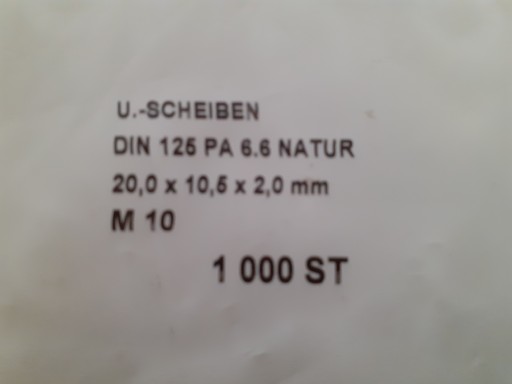 U.-SCHEIBEN
DIN 125 PA 6.6 NATUR
20,0 x 10,5 x 2,0 mm
M 10
1 000 ST